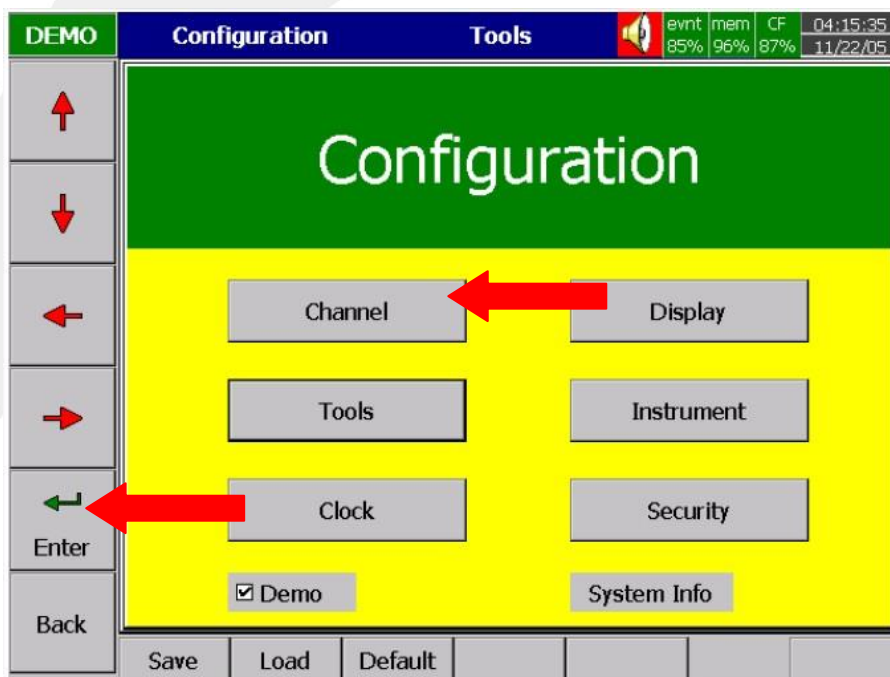 DEMO Configuration Tools evnt mem CF 04:15:35
85% 96% 87% 11/22/05
Configuration
Channel Display
Tools Instrument
Clock Security
Enter
Demo System Info
Back
Save Load Default